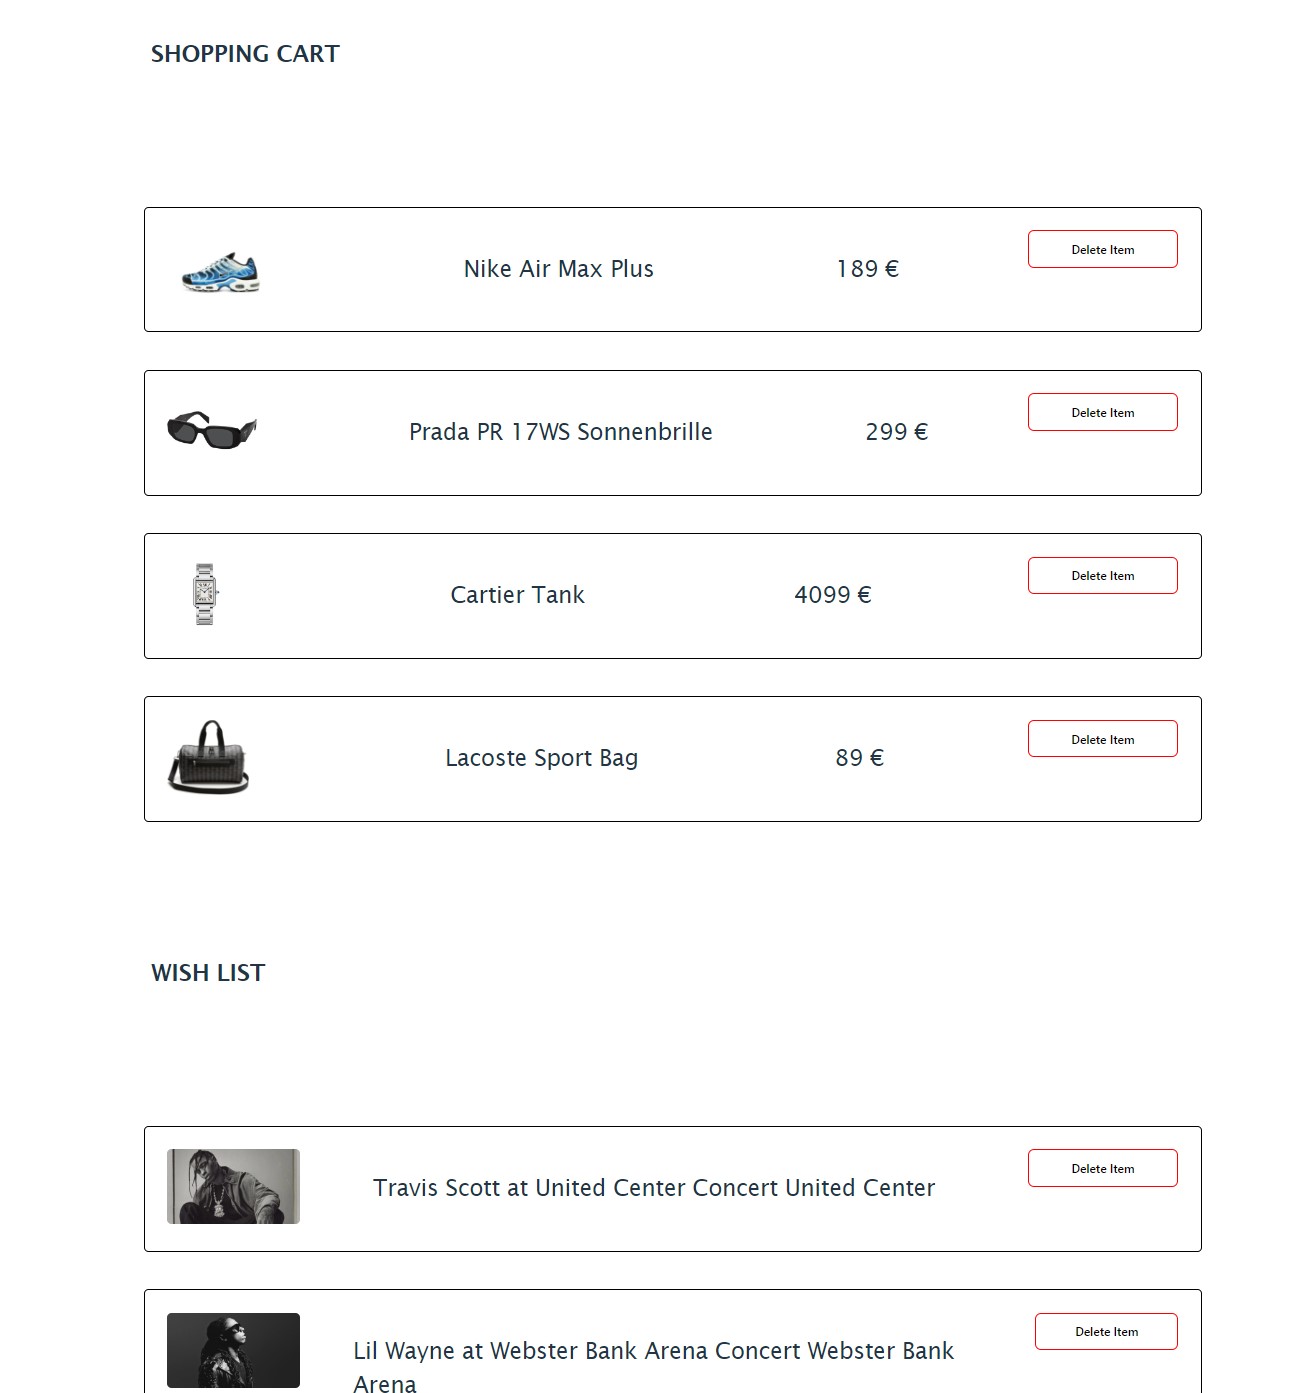 SHOPPING CART
Nike Air Max Plus
189 €
Delete Item
Prada PR 17WS Sonnenbrille
299 €
Delete Item
Cartier Tank
4099 €
Delete Item
Lacoste Sport Bag
89 €
Delete Item
WISH LIST
Travis Scott at United Center Concert United Center
Delete Item
Lil Wayne at Webster Bank Arena Concert Webster Bank
Arena
Delete Item